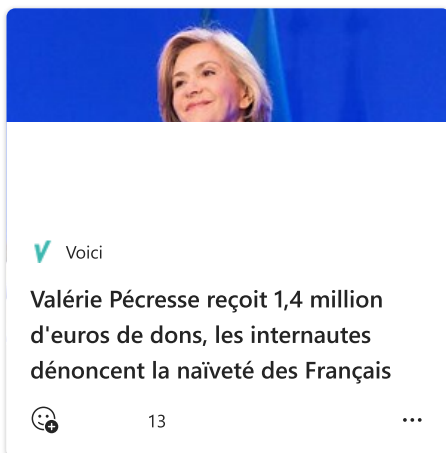 Voici
Valérie Pécresse reçoit 1,4 million
d'euros de dons, les internautes
dénoncent la naïveté des Français
13